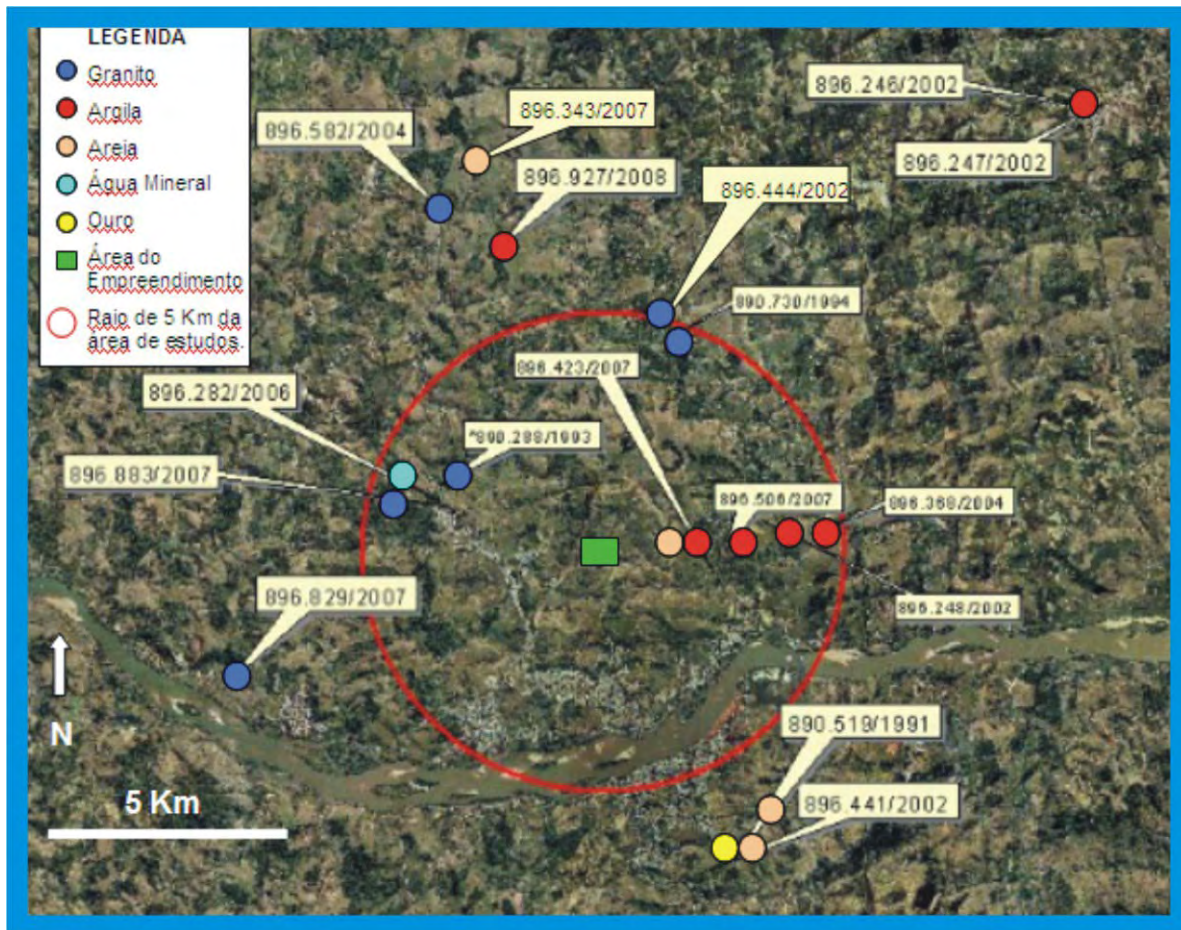 LEGENDA
Granito
Argila
Areia
Água Mineral
Ouro
Área do
Empreendimento
Raio de 5 Km da
área de estudos.
896.246/2002
896.343/2007
896.582/2004
896.247/2002
896.927/2008
896.444/2002
890.730/1994
896.423/2007
896.282/2006
*890.288/1993
896.883/2007
896.506/2007
896.368/2004
896.829/2007
896.248/2002
890.519/1991
N
5 Km
896.441/2002